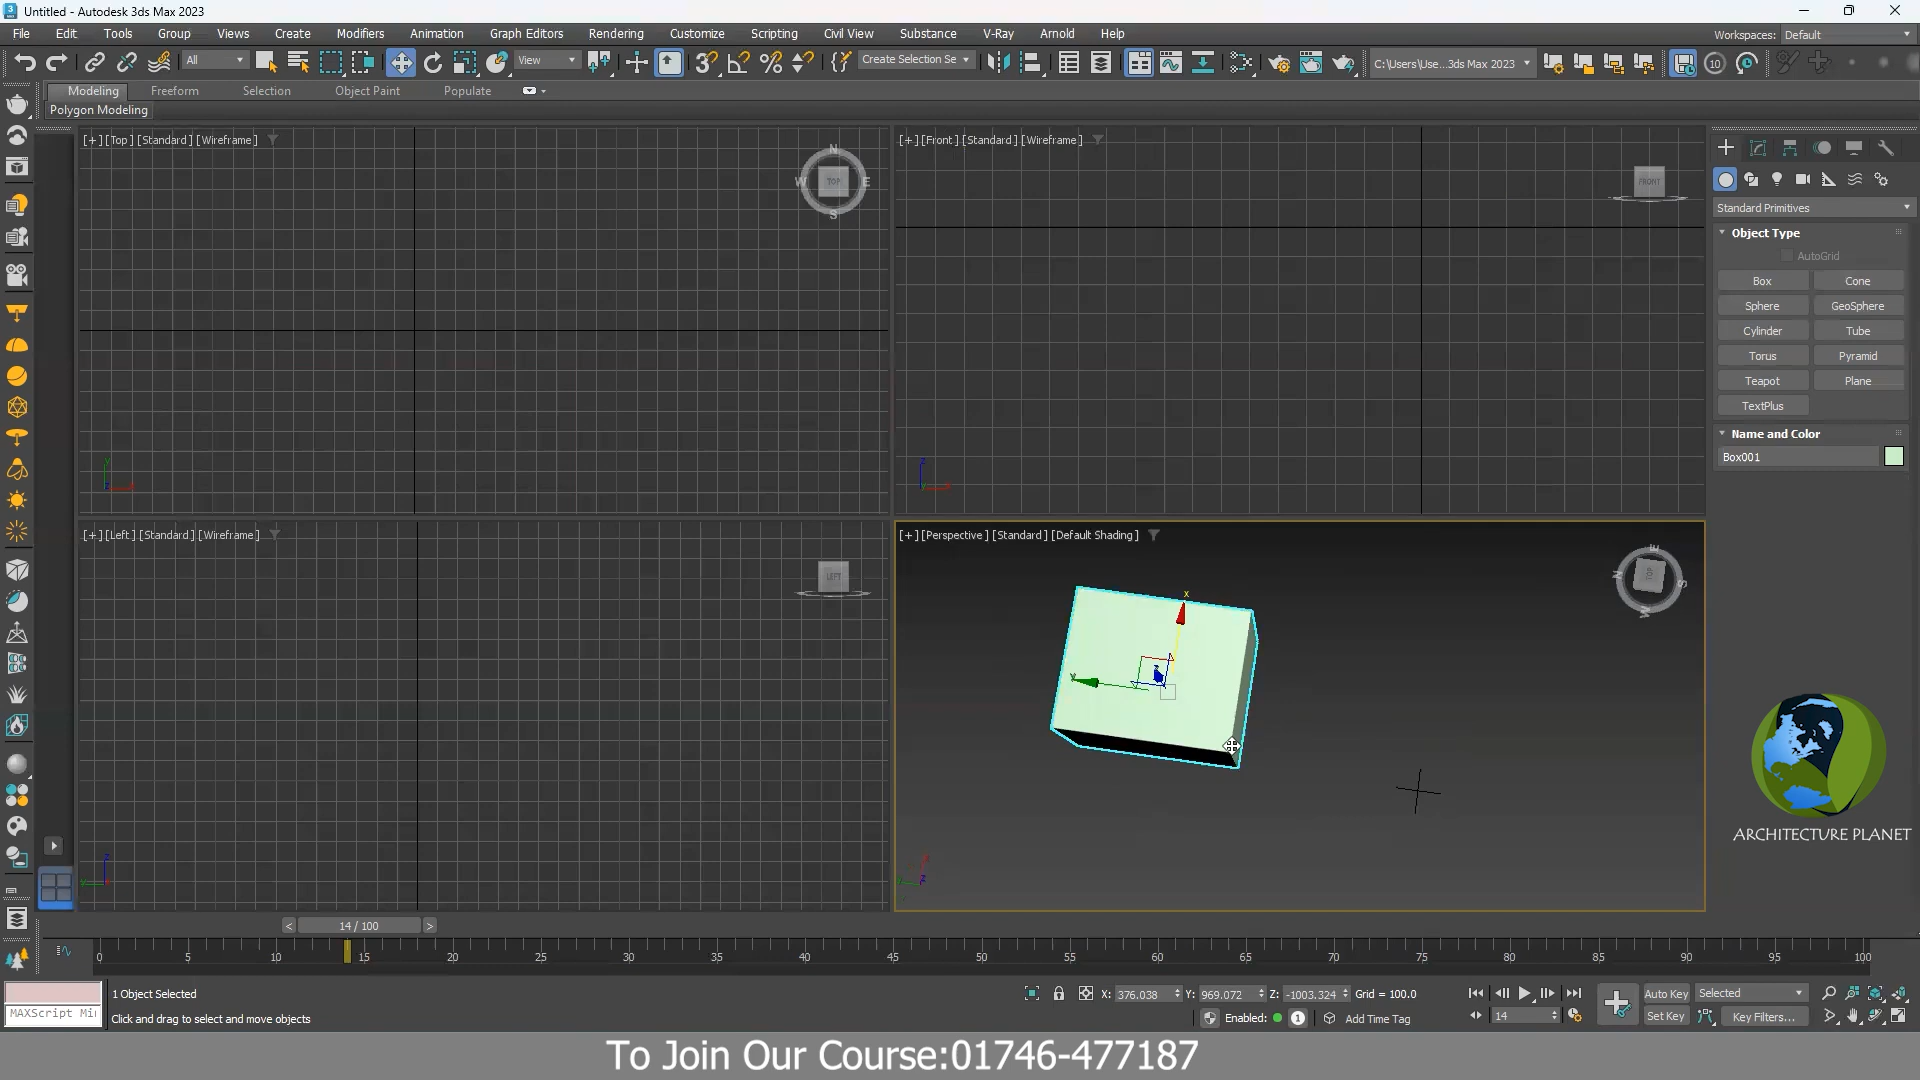 Untitled - Autodesk 3ds Max 2023
File Edit Tools Group Views Create Modifiers Animation Graph Editors Rendering Customize Scripting Civil View Substance V-Ray Arnold Help
Workspaces: Default
All View Create Selection Se C:\Users\Use...3ds Max 2023 10
Modeling Freeform Selection Object Paint Populate
Polygon Modeling
[+] [Top] [Standard] [Wireframe]
[+] [Front] [Standard] [Wireframe]
N
W TOP E
S
FRONT
Standard Primitives
Object Type
AutoGrid
Box Cone
Sphere GeoSphere
Cylinder Tube
Torus Pyramid
Teapot Plane
TextPlus
Name and Color
Box001
[+] [Left] [Standard] [Wireframe]
[+] [Perspective] [Standard] [Default Shading]
LEFT
TOP
x
ARCHITECTURE PLANET
< 14 / 100 >
0 5 10 15 20 25 30 35 40 45 50 55 60 65 70 75 80 85 90 95 100
1 Object Selected
X: 376.038 Y: 969.072 Z: -1003.324 Grid = 100.0
Auto Key Selected
MAXScript Mi
Click and drag to select and move objects
Enabled: 1 Add Time Tag
14
Set Key Key Filters...
To Join Our Course:01746-477187